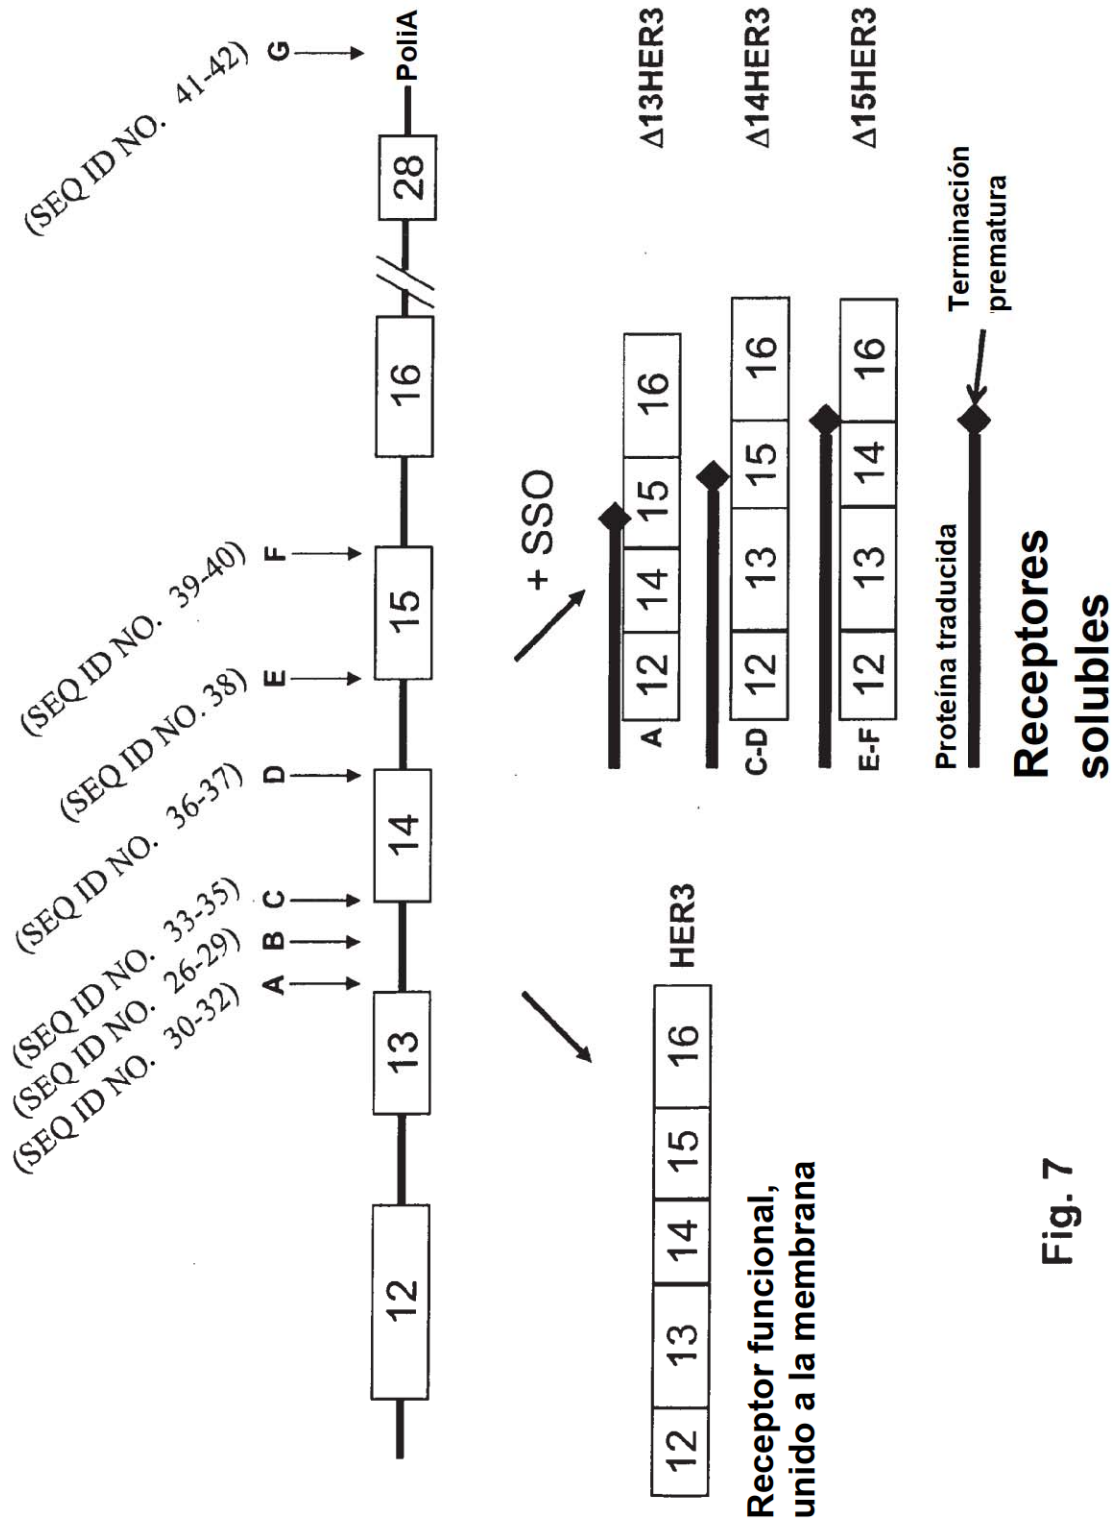 (SEQ ID NO. 30-32)
(SEQ ID NO. 26-29)
(SEQ ID NO. 33-35)
(SEQ ID NO. 36-37)
(SEQ ID NO. 38)
(SEQ ID NO. 39-40)
(SEQ ID NO. 41-42)
A B C D E F G
12 13 14 15 16 28 PoliA
+ SSO
12 13 14 15 16 HER3
Receptor funcional,
unido a la membrana
A 12 14 15 16 Δ13HER3
C-D 12 13 15 16 Δ14HER3
E-F 12 13 14 16 Δ15HER3
Proteína traducida
Terminación
prematura
Receptores
solubles
Fig. 7